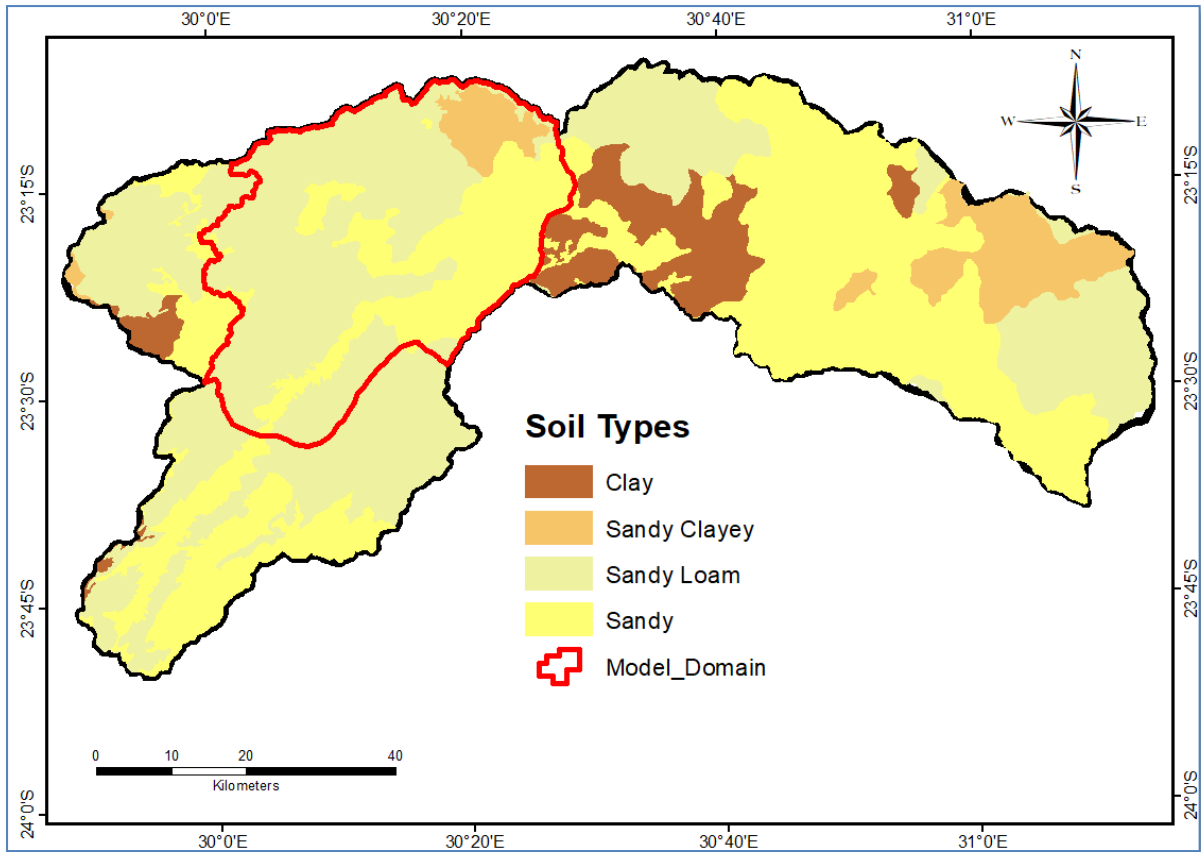 30°0'E 30°20'E 30°40'E 31°0'E
N
W E
S
23°15'S 23°15'S
23°30'S 23°30'S
Soil Types
Clay
Sandy Clayey
Sandy Loam
Sandy
Model_Domain
23°45'S 23°45'S
0 10 20 40
Kilometers
24°0'S 24°0'S
30°0'E 30°20'E 30°40'E 31°0'E